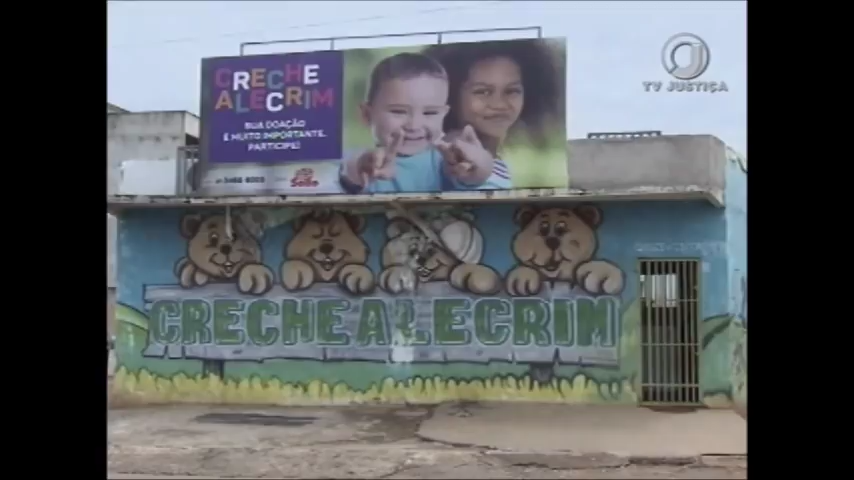 TV JUSTIÇA
CRECHE
ALECRIM
SUA DOAÇÃO
É MUITO IMPORTANTE.
PARTICIPE!
CRECHE ALECRIM